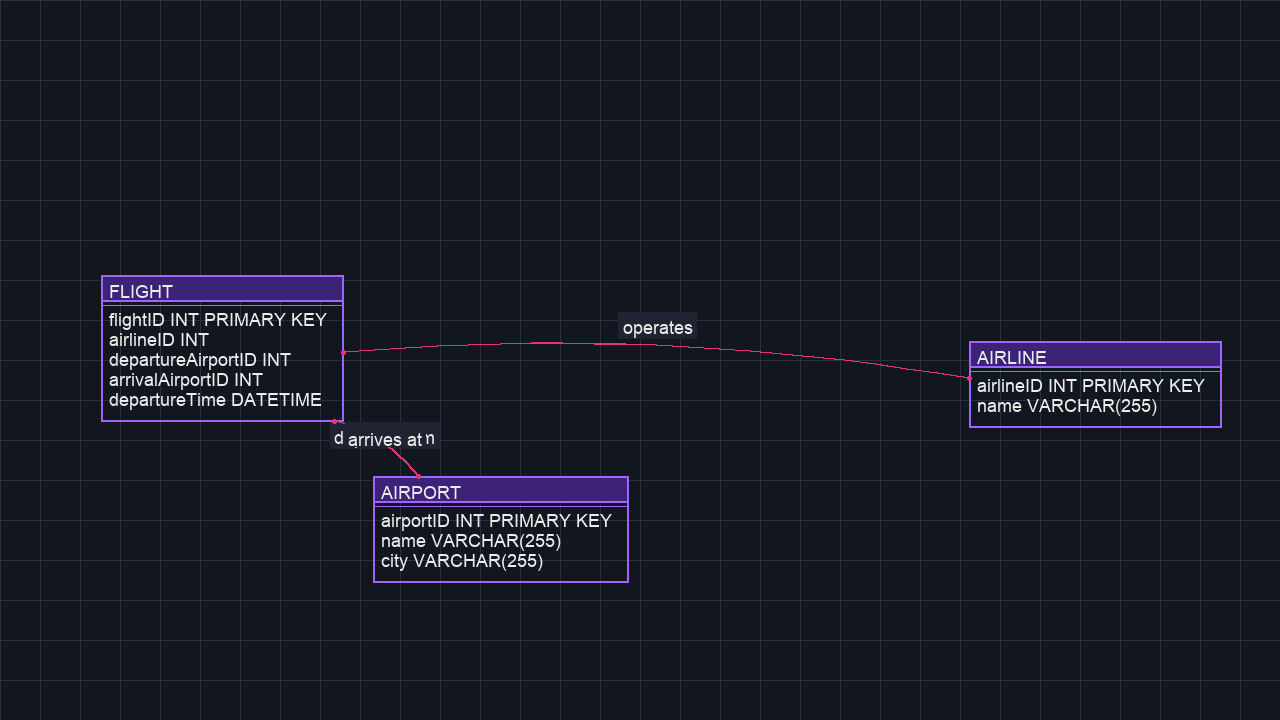 FLIGHT
flightID INT PRIMARY KEY
airlineID INT
departureAirportID INT
arrivalAirportID INT
departureTime DATETIME
operates
AIRLINE
airlineID INT PRIMARY KEY
name VARCHAR(255)
arrives at
AIRPORT
airportID INT PRIMARY KEY
name VARCHAR(255)
city VARCHAR(255)